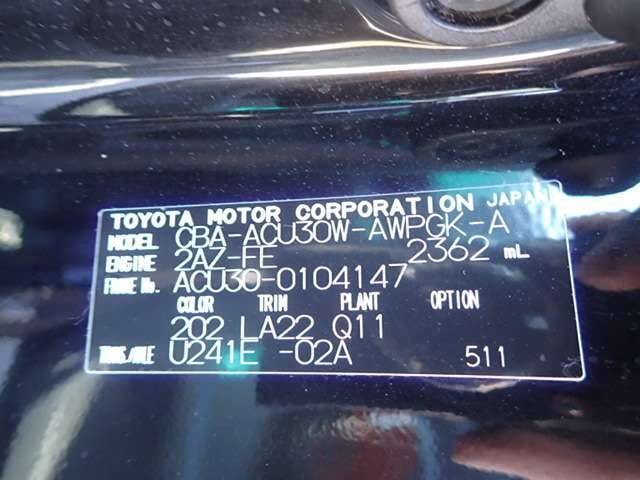 TOYOTA MOTOR CORPORATION JAPAN
MODEL CBA-ACU30W-AWPGK-A
ENGINE 2AZ-FE 2362 mL
FRAME No. ACU30-0104147
COLOR TRIM PLANT OPTION
202 LA22 Q11
TRANS./AXLE U241E -02A 511